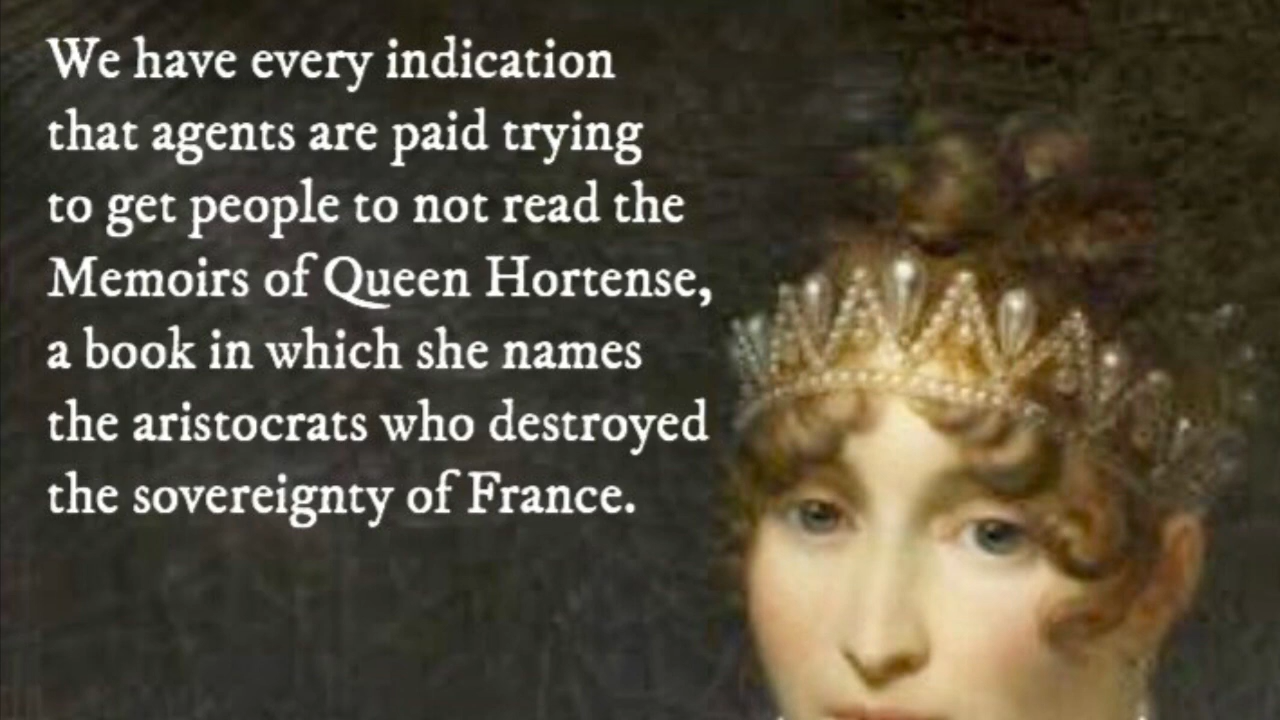 We have every indication
that agents are paid trying
to get people to not read the
Memoirs of Queen Hortense,
a book in which she names
the aristocrats who destroyed
the sovereignty of France.